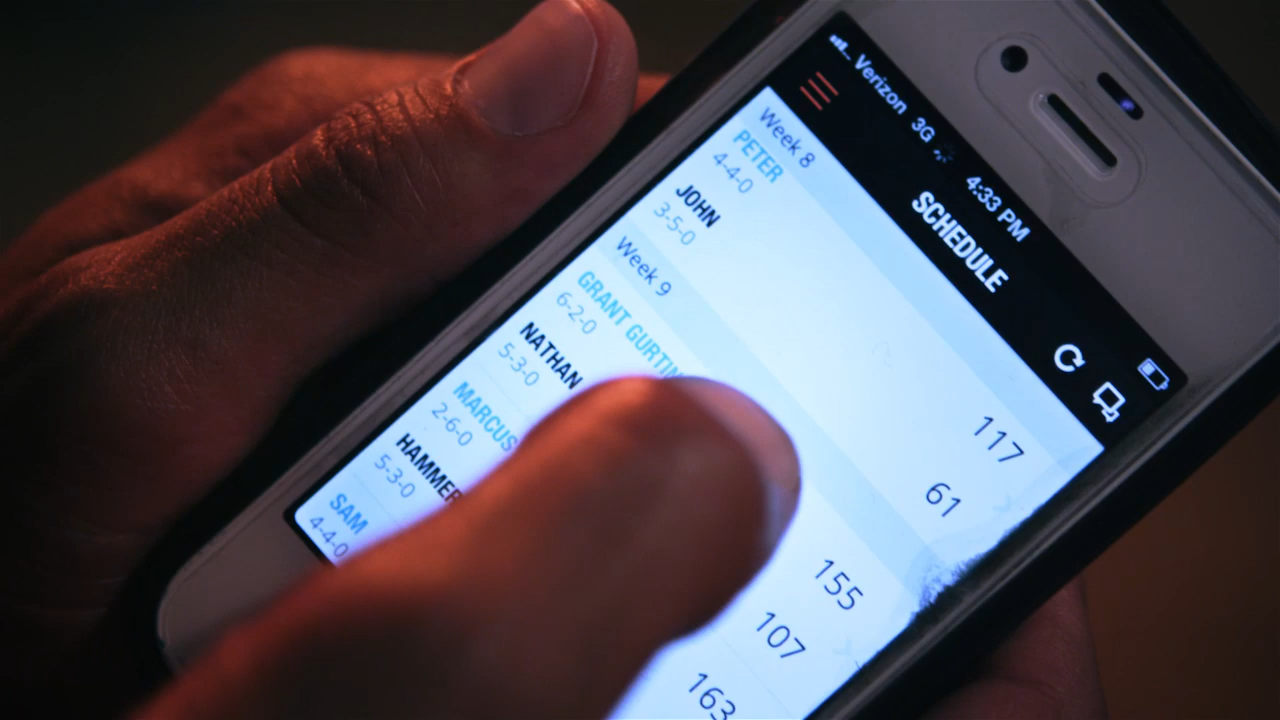 Verizon 3G 4:33 PM
SCHEDULE
Week 8
PETER 117
4-4-0
JOHN 61
3-5-0
Week 9
GRANT GURTIN 155
6-2-0
NATHAN 107
5-3-0
MARCUS 163
2-6-0
HAMMER
5-3-0
SAM
4-4-0